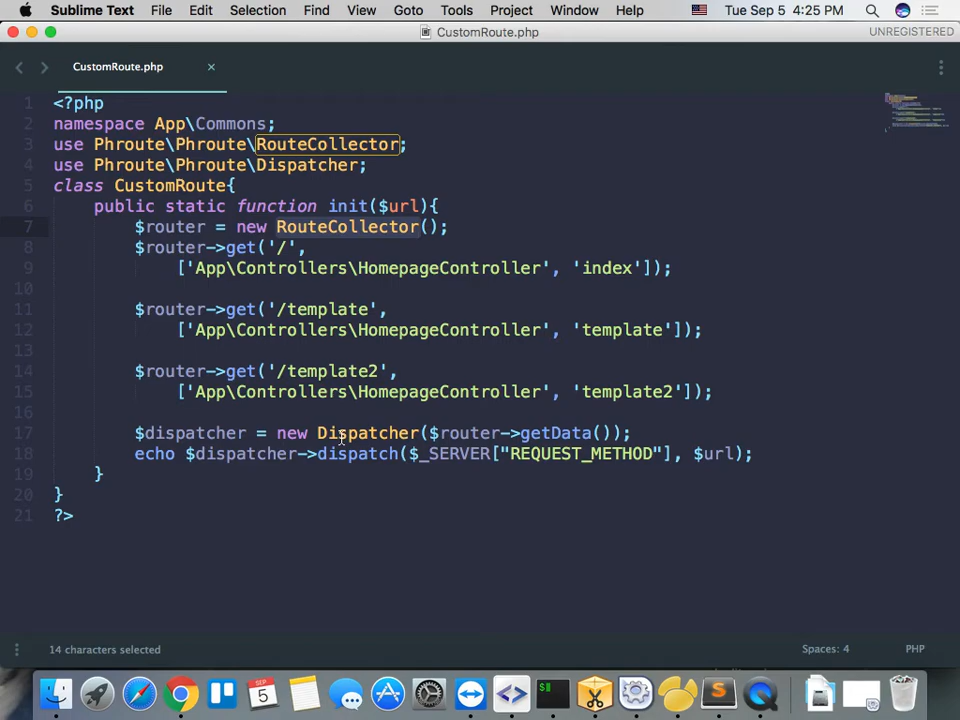 Sublime Text File Edit Selection Find View Goto Tools Project Window Help Tue Sep 5 4:25 PM
CustomRoute.php UNREGISTERED
CustomRoute.php ×
1 <?php
2 namespace App\Commons;
3 use Phroute\Phroute\RouteCollector;
4 use Phroute\Phroute\Dispatcher;
5 class CustomRoute{
6 public static function init($url){
7 $router = new RouteCollector();
8 $router->get('/',
9 ['App\Controllers\HomepageController', 'index']);
10
11 $router->get('/template',
12 ['App\Controllers\HomepageController', 'template']);
13
14 $router->get('/template2',
15 ['App\Controllers\HomepageController', 'template2']);
16
17 $dispatcher = new Dispatcher($router->getData());
18 echo $dispatcher->dispatch($_SERVER["REQUEST_METHOD"], $url);
19 }
20 }
21 ?>
14 characters selected Spaces: 4 PHP
SEP
5
$